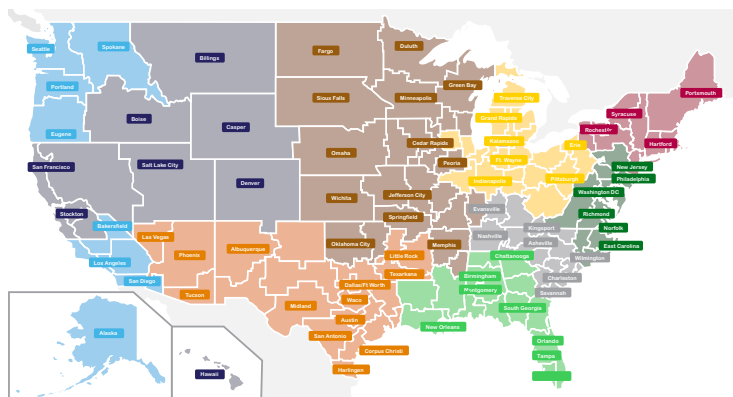 Seattle
Spokane
Billings
Fargo
Duluth
Green Bay
Portland
Sioux Falls
Minneapolis
Traverse City
Portsmouth
Eugene
Boise
Casper
Grand Rapids
Syracuse
Rochester
Cedar Rapids
Kalamazoo
Erie
Hartford
San Francisco
Salt Lake City
Omaha
Peoria
Ft. Wayne
New Jersey
Denver
Indianapolis
Pittsburgh
Philadelphia
Wichita
Jefferson City
Washington DC
Stockton
Springfield
Evansville
Richmond
Bakersfield
Las Vegas
Albuquerque
Oklahoma City
Memphis
Nashville
Kingsport
Norfolk
Phoenix
Little Rock
Asheville
East Carolina
Los Angeles
Texarkana
Chattanooga
Wilmington
San Diego
Tucson
Dallas/Ft Worth
Birmingham
Charleston
Midland
Waco
Montgomery
Savannah
Austin
South Georgia
Alaska
San Antonio
New Orleans
Corpus Christi
Orlando
Hawaii
Harlingen
Tampa